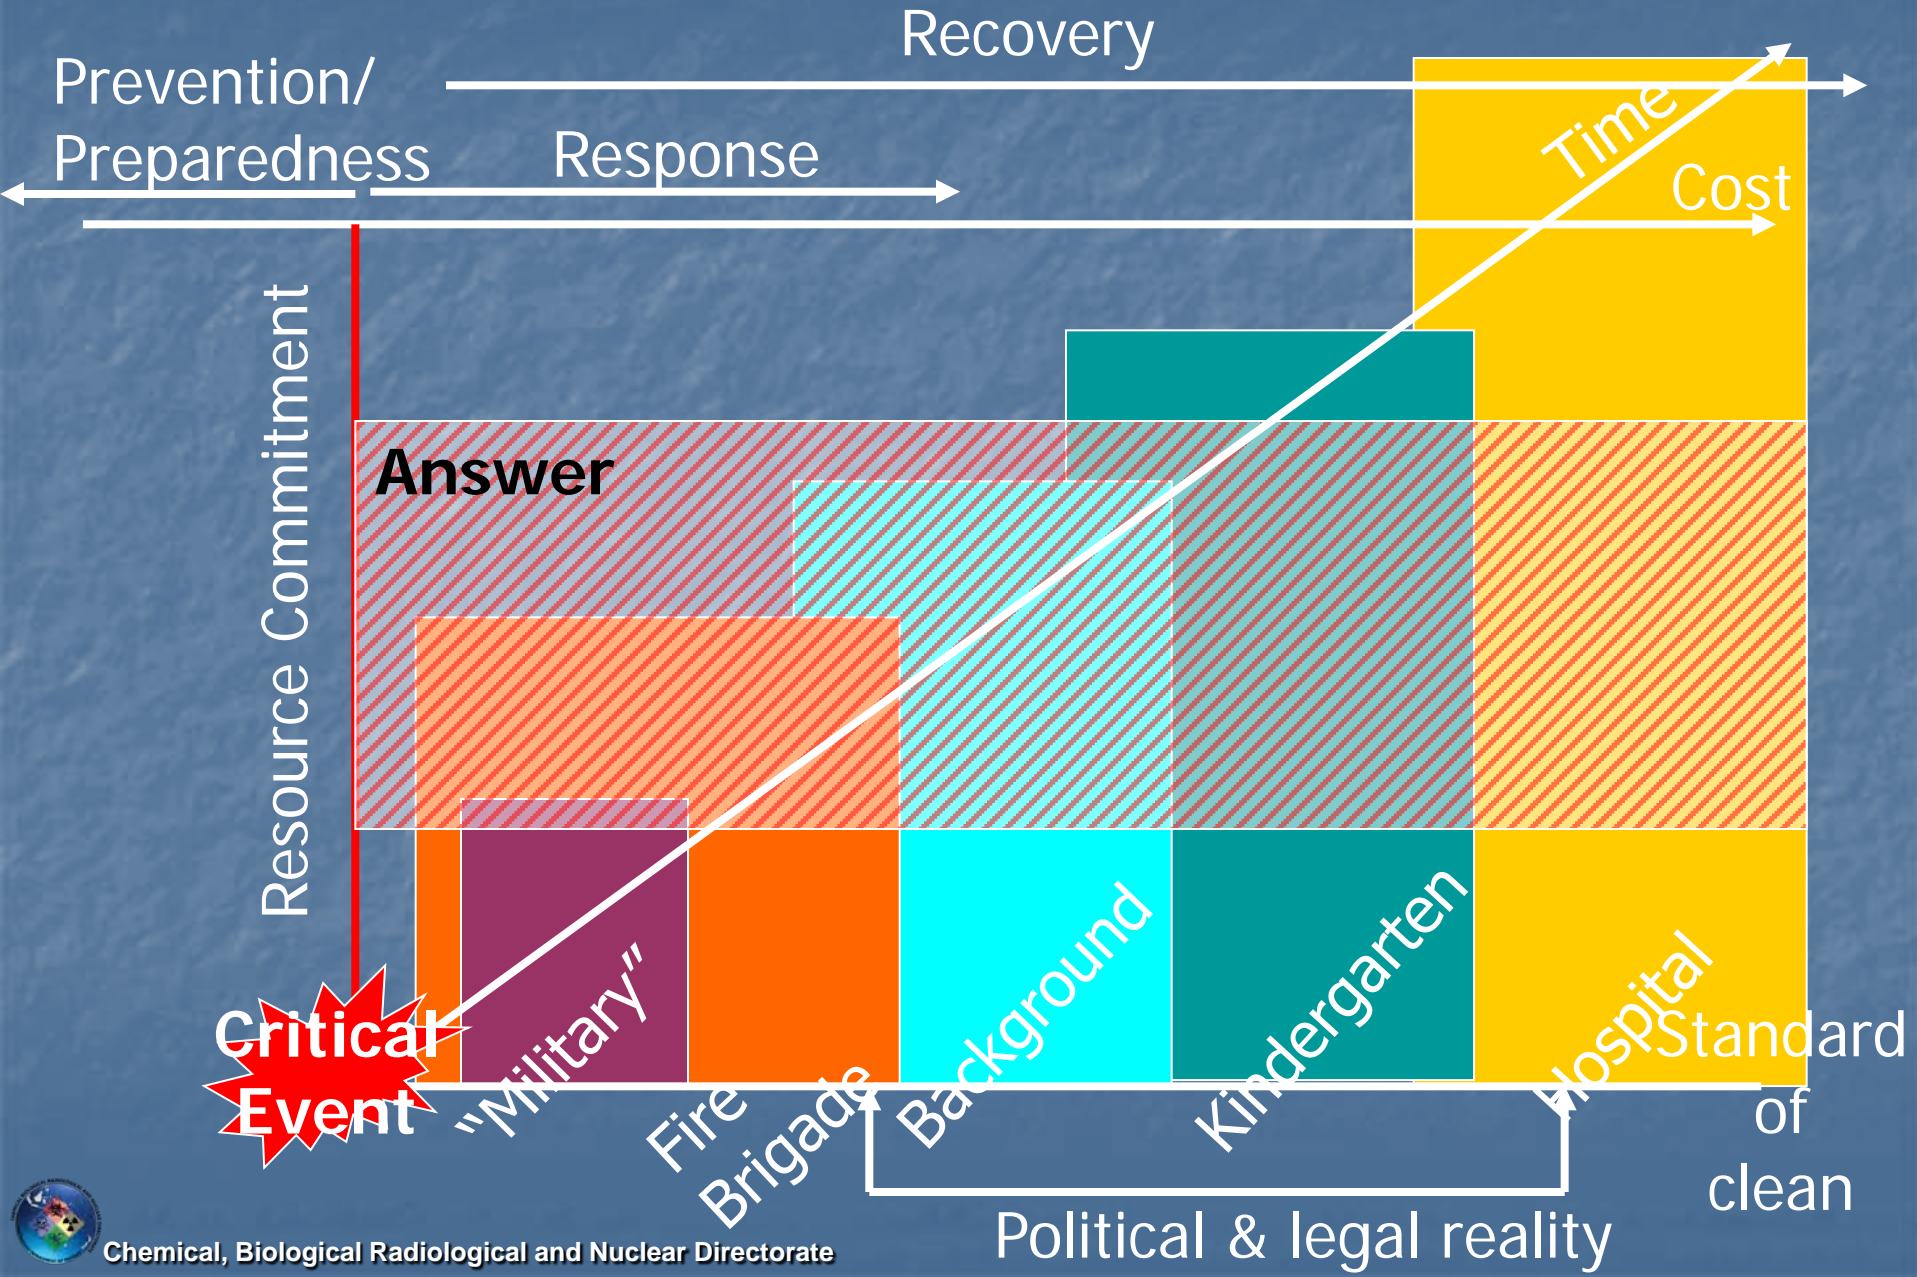 Recovery
Prevention/
Preparedness
Response
Time
Cost
Resource Commitment
Answer
Critical
Event
“Military”
Fire
Brigade
Background
Kindergarten
Hospital
Standard
of
clean
Political & legal reality
Chemical, Biological Radiological and Nuclear Directorate